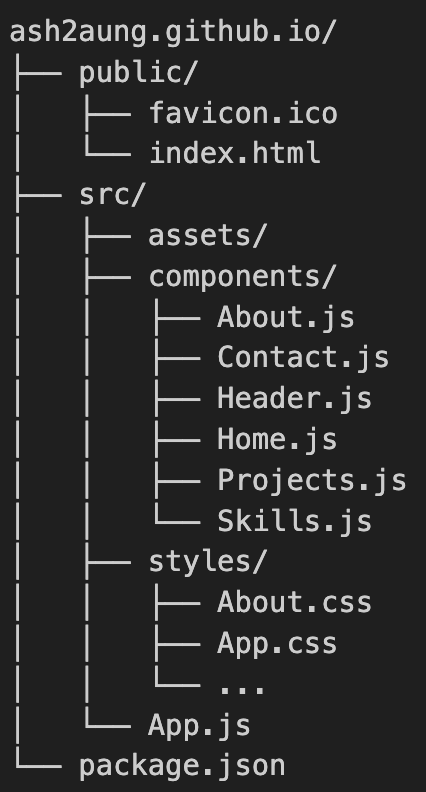 ash2aung.github.io/
├── public/
│   ├── favicon.ico
│   └── index.html
├── src/
│   ├── assets/
│   ├── components/
│   │   ├── About.js
│   │   ├── Contact.js
│   │   ├── Header.js
│   │   ├── Home.js
│   │   ├── Projects.js
│   │   └── Skills.js
│   ├── styles/
│   │   ├── About.css
│   │   ├── App.css
│   │   └── ...
│   └── App.js
└── package.json